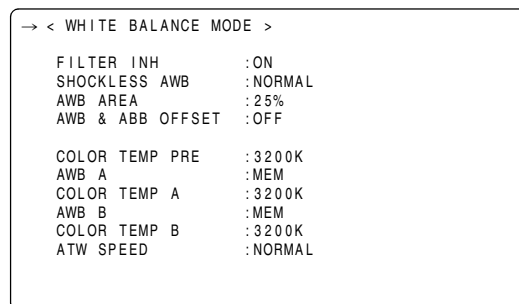 → < WHITE BALANCE MODE >
FILTER INH :ON
SHOCKLESS AWB :NORMAL
AWB AREA :25%
AWB & ABB OFFSET :OFF
COLOR TEMP PRE :3200K
AWB A :MEM
COLOR TEMP A :3200K
AWB B :MEM
COLOR TEMP B :3200K
ATW SPEED :NORMAL